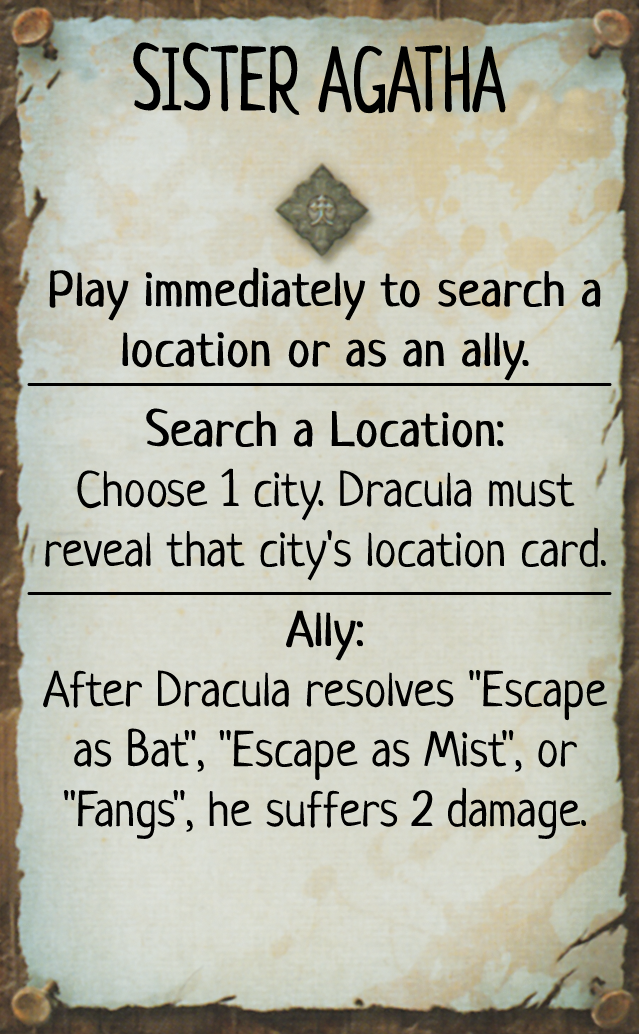 SISTER AGATHA
Play immediately to search a
location or as an ally.
Search a Location:
Choose 1 city. Dracula must
reveal that city's location card.
Ally:
After Dracula resolves "Escape
as Bat", "Escape as Mist", or
"Fangs", he suffers 2 damage.